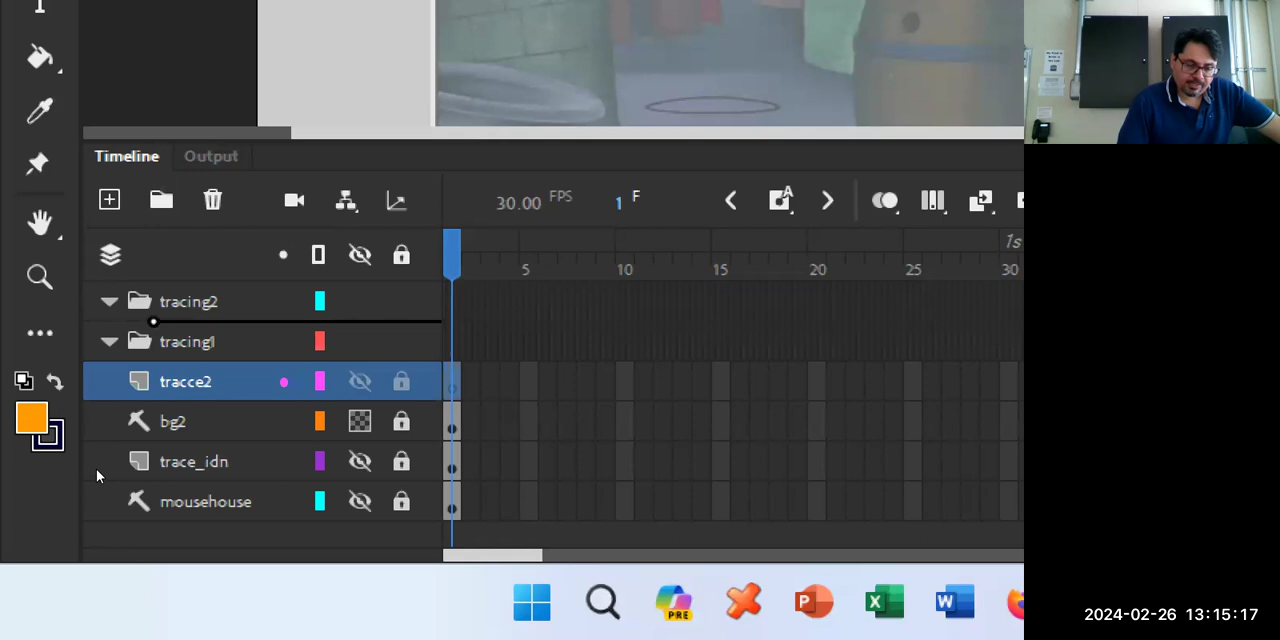 Timeline Output
30.00 FPS 1 F
1s
5 10 15 20 25 30
tracing2
tracing1
tracce2
bg2
trace_idn
mousehouse
PRE
P X W
2024-02-26 13:15:17